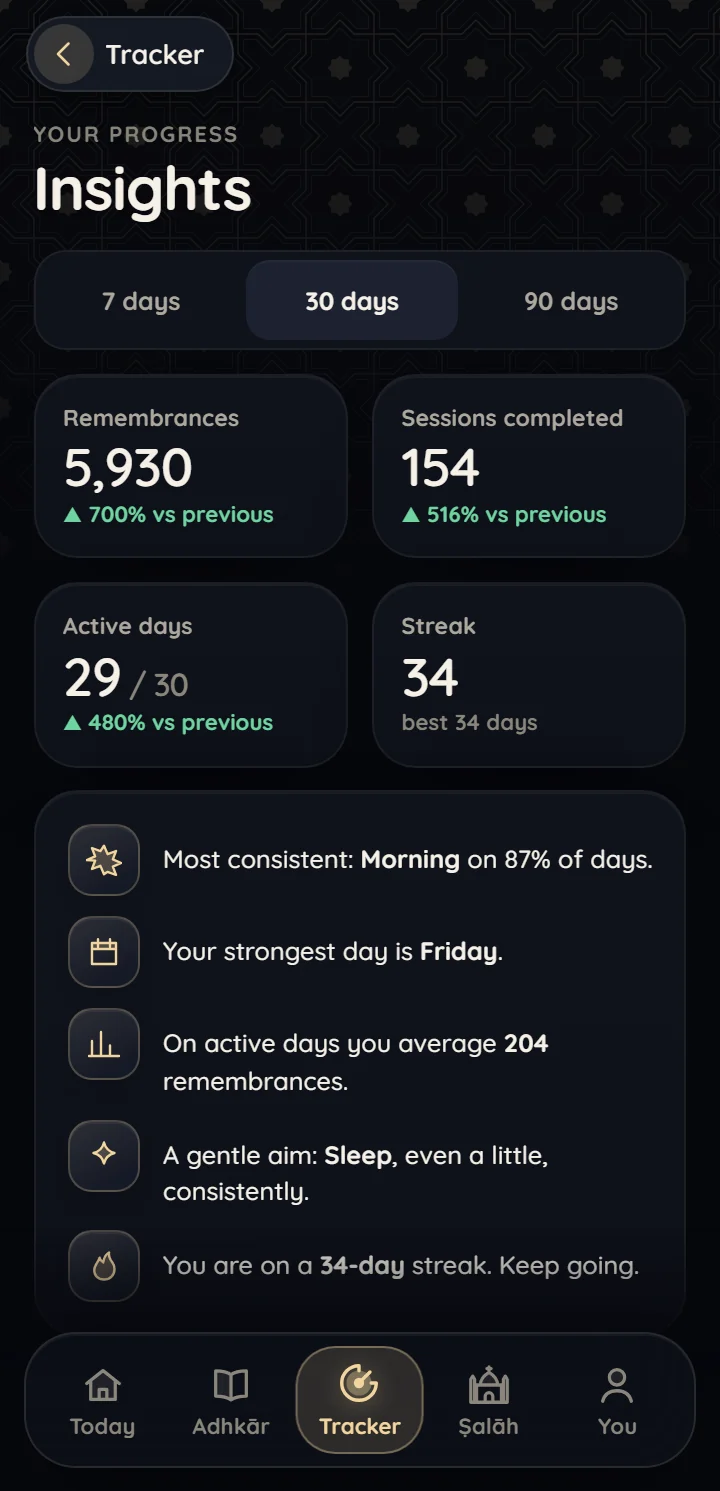 Tracker
YOUR PROGRESS
Insights
7 days
30 days
90 days
Remembrances
5,930
▲ 700% vs previous
Sessions completed
154
▲ 516% vs previous
Active days
29 / 30
▲ 480% vs previous
Streak
34
best 34 days
Most consistent: Morning on 87% of days.
Your strongest day is Friday.
On active days you average 204
remembrances.
A gentle aim: Sleep, even a little,
consistently.
You are on a 34-day streak. Keep going.
Today
Adhkār
Tracker
Ṣalāh
You